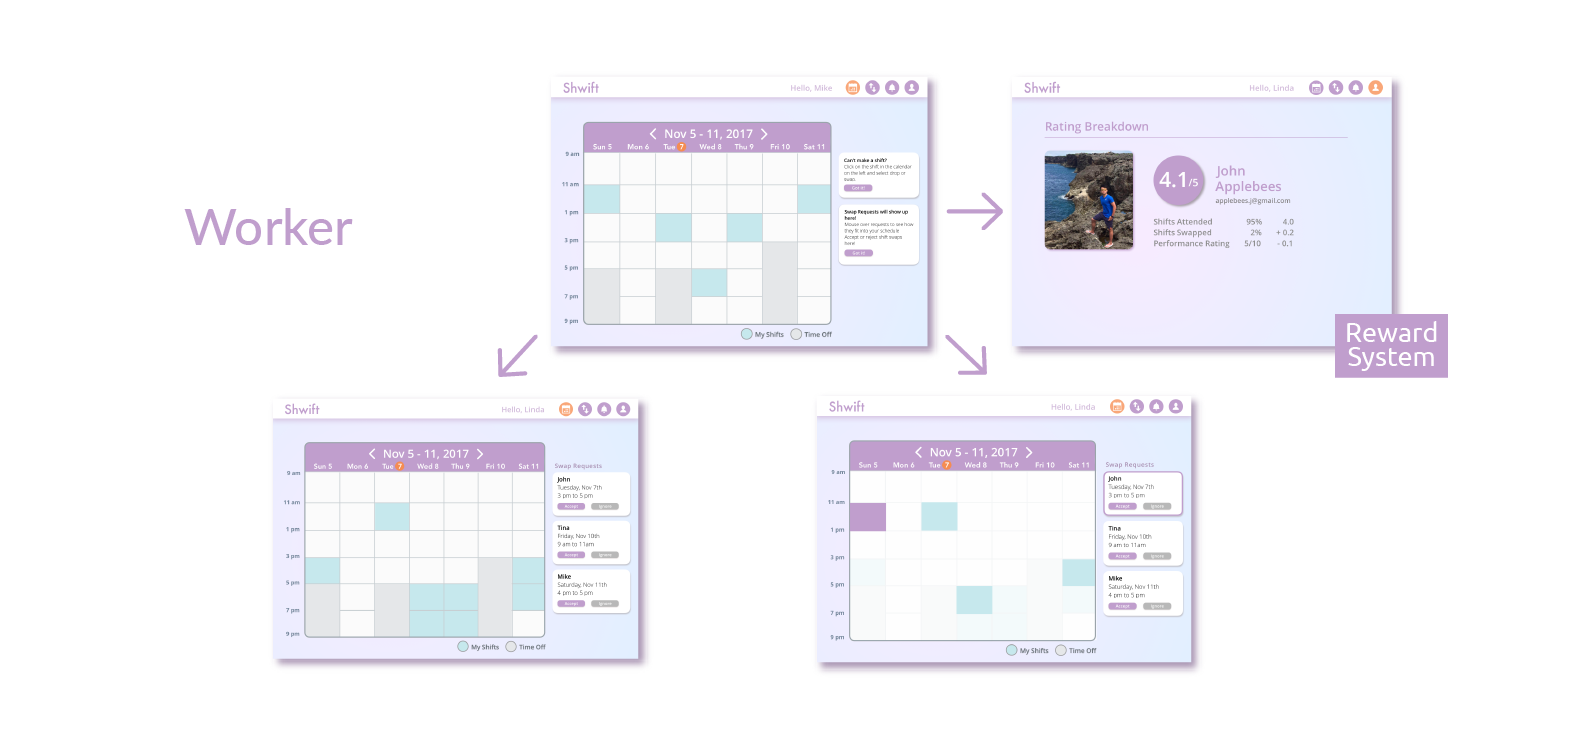 Worker
Shwift
Hello, Mike
Nov 5 - 11, 2017
Sun 5 Mon 6 Tue 7 Wed 8 Thu 9 Fri 10 Sat 11
9 am
11 am
1 pm
3 pm
5 pm
7 pm
9 pm
My Shifts Time Off
Can't make a shift?
Click on the shift in the calendar
on the left and select drop or
swap.
Got it!
Swap Requests will show up
here!
Mouse over requests to see how
they fit into your schedule
Accept or reject shift swaps
here
Got it!
Shwift
Hello, Linda
Rating Breakdown
4.1/5
John
Applebees
applebees.j@gmail.com
Shifts Attended 95% 4.0
Shifts Swapped 2% + 0.2
Performance Rating 5/10 - 0.1
Reward
System
Shwift
Hello, Linda
Nov 5 - 11, 2017
Sun 5 Mon 6 Tue 7 Wed 8 Thu 9 Fri 10 Sat 11
9 am
11 am
1 pm
3 pm
5 pm
7 pm
9 pm
My Shifts Time Off
Swap Requests
John
Tuesday, Nov 7th
3 pm to 5 pm
Accept Ignore
Tina
Friday, Nov 10th
9 am to 11am
Accept Ignore
Mike
Saturday, Nov 11th
4 pm to 5 pm
Accept Ignore
Shwift
Hello, Linda
Nov 5 - 11, 2017
Sun 5 Mon 6 Tue 7 Wed 8 Thu 9 Fri 10 Sat 11
9 am
11 am
1 pm
3 pm
5 pm
7 pm
9 pm
My Shifts Time Off
Swap Requests
John
Tuesday, Nov 7th
3 pm to 5 pm
Accept Ignore
Tina
Friday, Nov 10th
9 am to 11am
Accept Ignore
Mike
Saturday, Nov 11th
4 pm to 5 pm
Accept Ignore